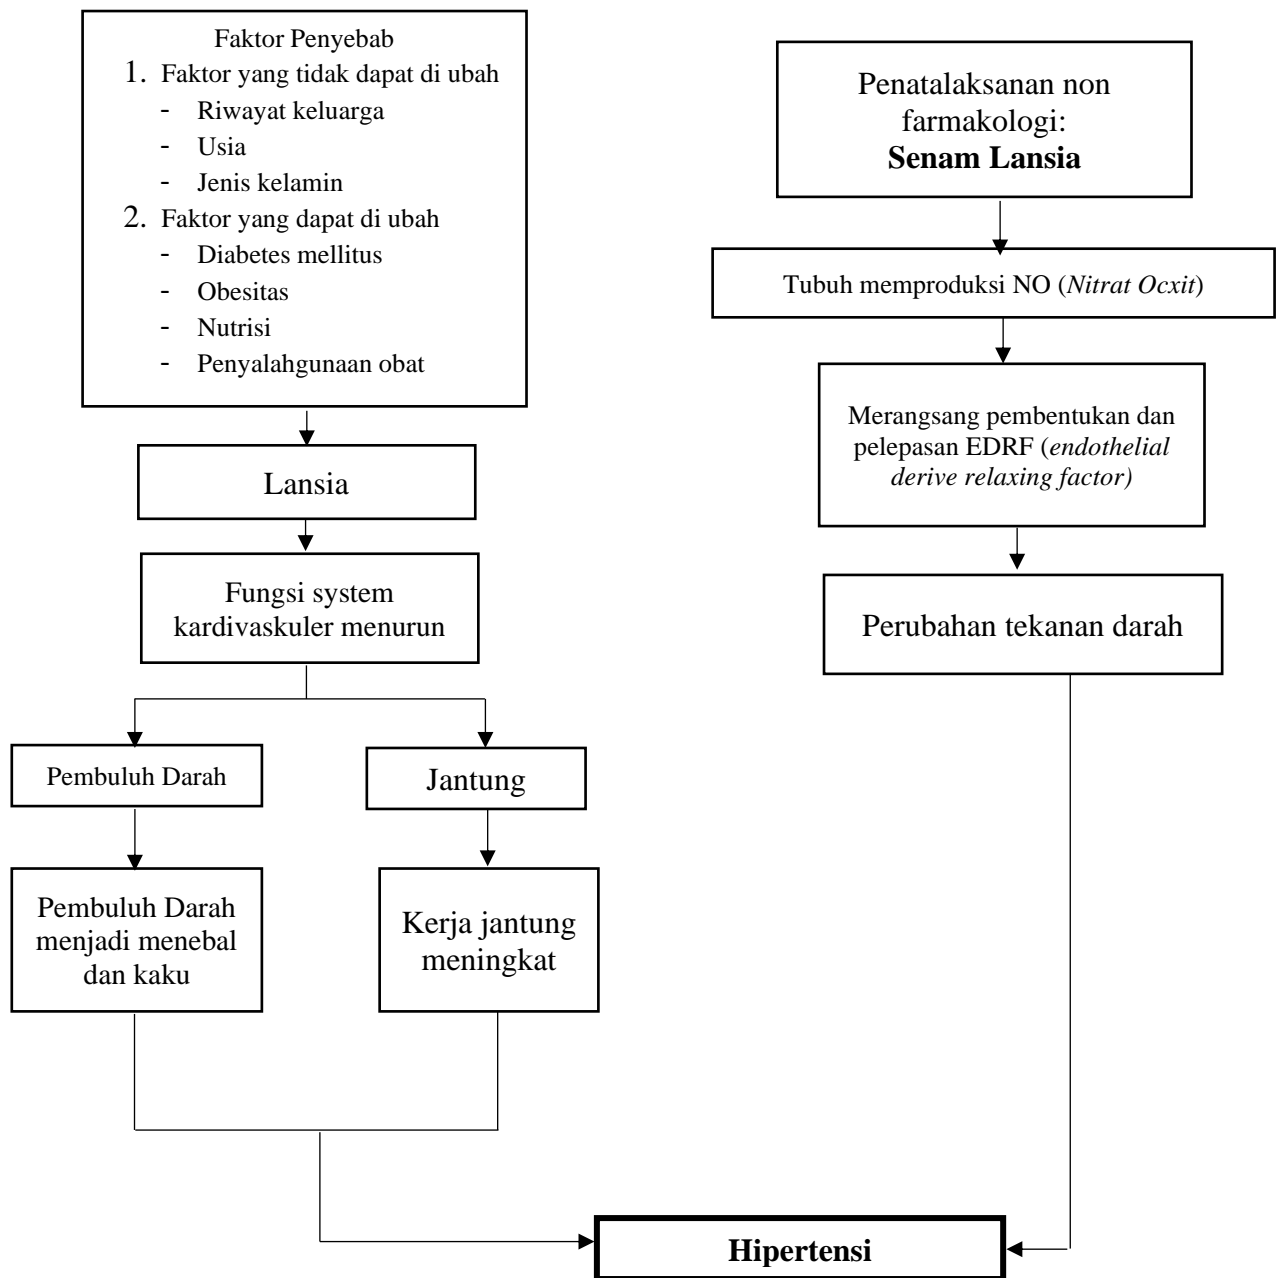 Faktor Penyebab
1. Faktor yang tidak dapat di ubah
- Riwayat keluarga
- Usia
- Jenis kelamin
2. Faktor yang dapat di ubah
- Diabetes mellitus
- Obesitas
- Nutrisi
- Penyalahgunaan obat
Lansia
Fungsi system
kardivaskuler menurun
Pembuluh Darah
Jantung
Pembuluh Darah
menjadi menebal
dan kaku
Kerja jantung
meningkat
Penatalaksanan non
farmakologi:
Senam Lansia
Tubuh memproduksi NO (Nitrat Ocxit)
Merangsang pembentukan dan
pelepasan EDRF (endothelial
derive relaxing factor)
Perubahan tekanan darah
Hipertensi